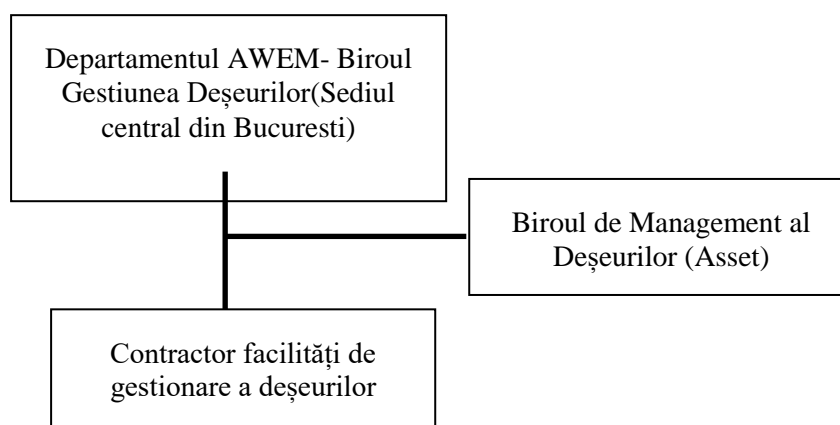 Departamentul AWEM- Biroul
Gestiunea Deșeurilor(Sediul
central din Bucuresti)
Biroul de Management al
Deșeurilor (Asset)
Contractor facilități de
gestionare a deșeurilor